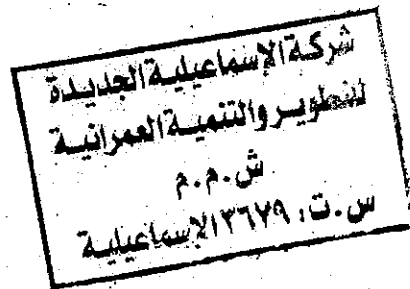 شركة الإسماعيلية الجديدة
للتطوير والتنمية العمرانية
ش.م.م
س.ت، ١٣٦٧٩ الإسماعيلية